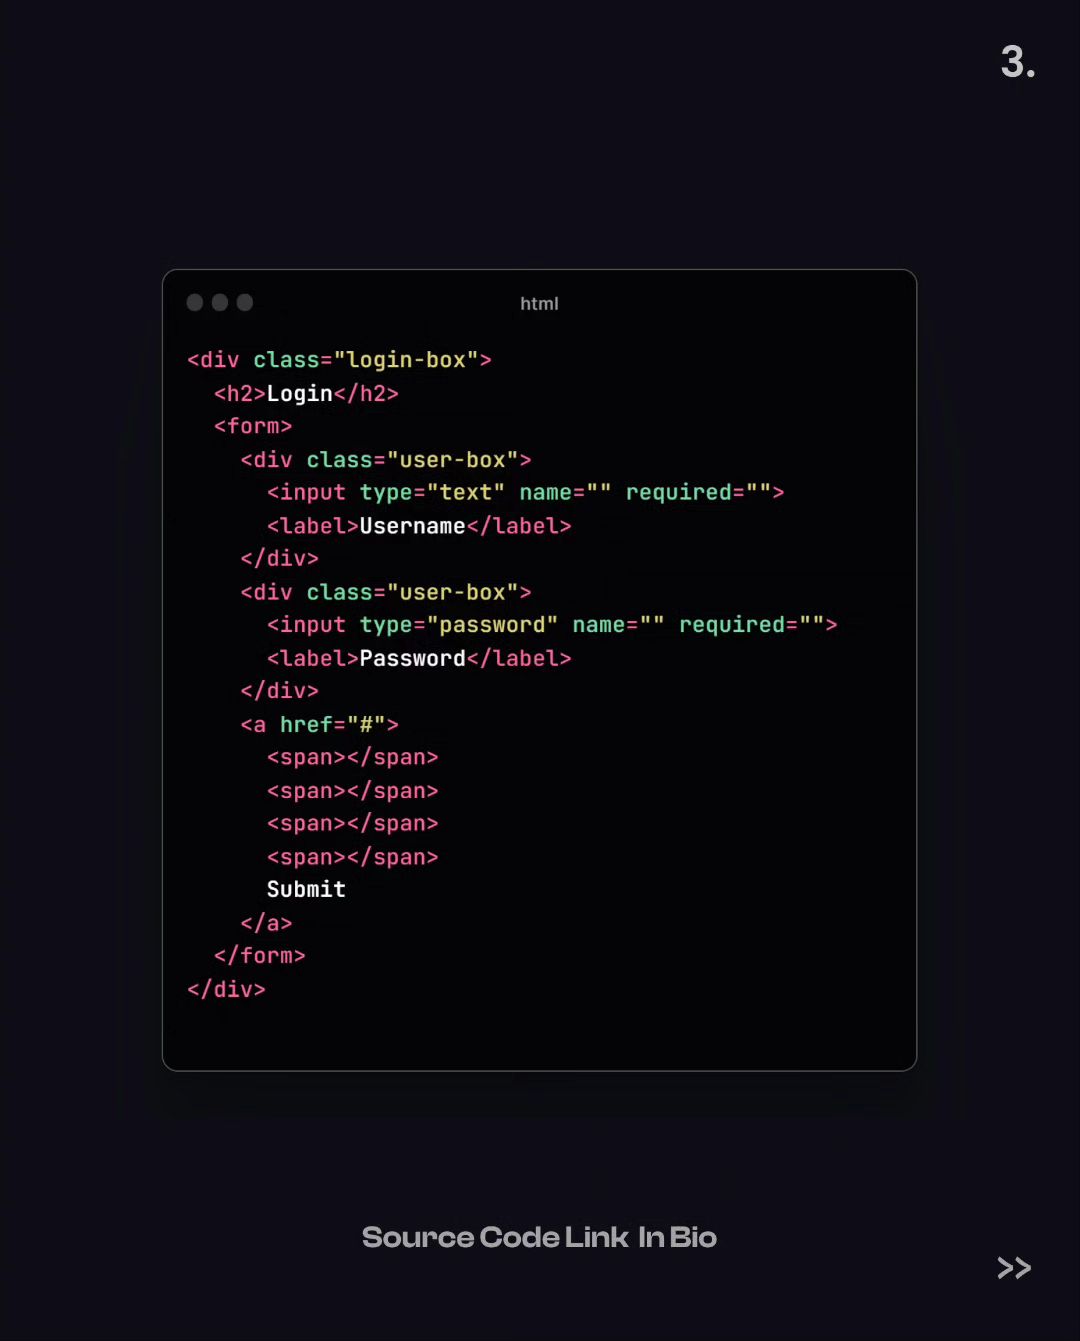 3.
html
<div class="login-box">
  <h2>Login</h2>
  <form>
    <div class="user-box">
      <input type="text" name="" required="">
      <label>Username</label>
    </div>
    <div class="user-box">
      <input type="password" name="" required="">
      <label>Password</label>
    </div>
    <a href="#">
      <span></span>
      <span></span>
      <span></span>
      <span></span>
      Submit
    </a>
  </form>
</div>
Source Code Link In Bio
>>